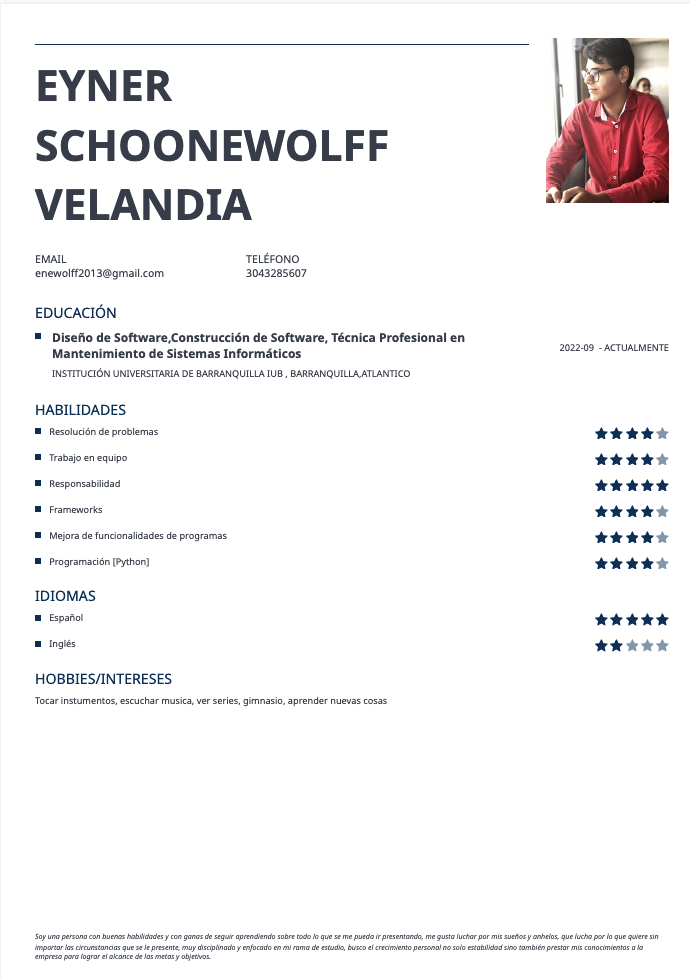 EYNER
SCHOONEWOLFF
VELANDIA
EMAIL
enewolff2013@gmail.com
TELÉFONO
3043285607
EDUCACIÓN
Diseño de Software,Construcción de Software, Técnica Profesional en
Mantenimiento de Sistemas Informáticos
2022-09 - ACTUALMENTE
INSTITUCIÓN UNIVERSITARIA DE BARRANQUILLA IUB , BARRANQUILLA,ATLANTICO
HABILIDADES
Resolución de problemas
Trabajo en equipo
Responsabilidad
Frameworks
Mejora de funcionalidades de programas
Programación [Python]
IDIOMAS
Español
Inglés
HOBBIES/INTERESES
Tocar instumentos, escuchar musica, ver series, gimnasio, aprender nuevas cosas
Soy una persona con buenas habilidades y con ganas de seguir aprendiendo sobre todo lo que se me pueda ir presentando, me gusta luchar por mis sueños y anhelos, que lucha por lo que quiere sin
importar las circunstancias que se le presente, muy disciplinado y enfocado en mi rama de estudio, busco el crecimiento personal no solo estabilidad sino también prestar mis conocimientos a la
empresa para lograr el alcance de las metas y objetivos.